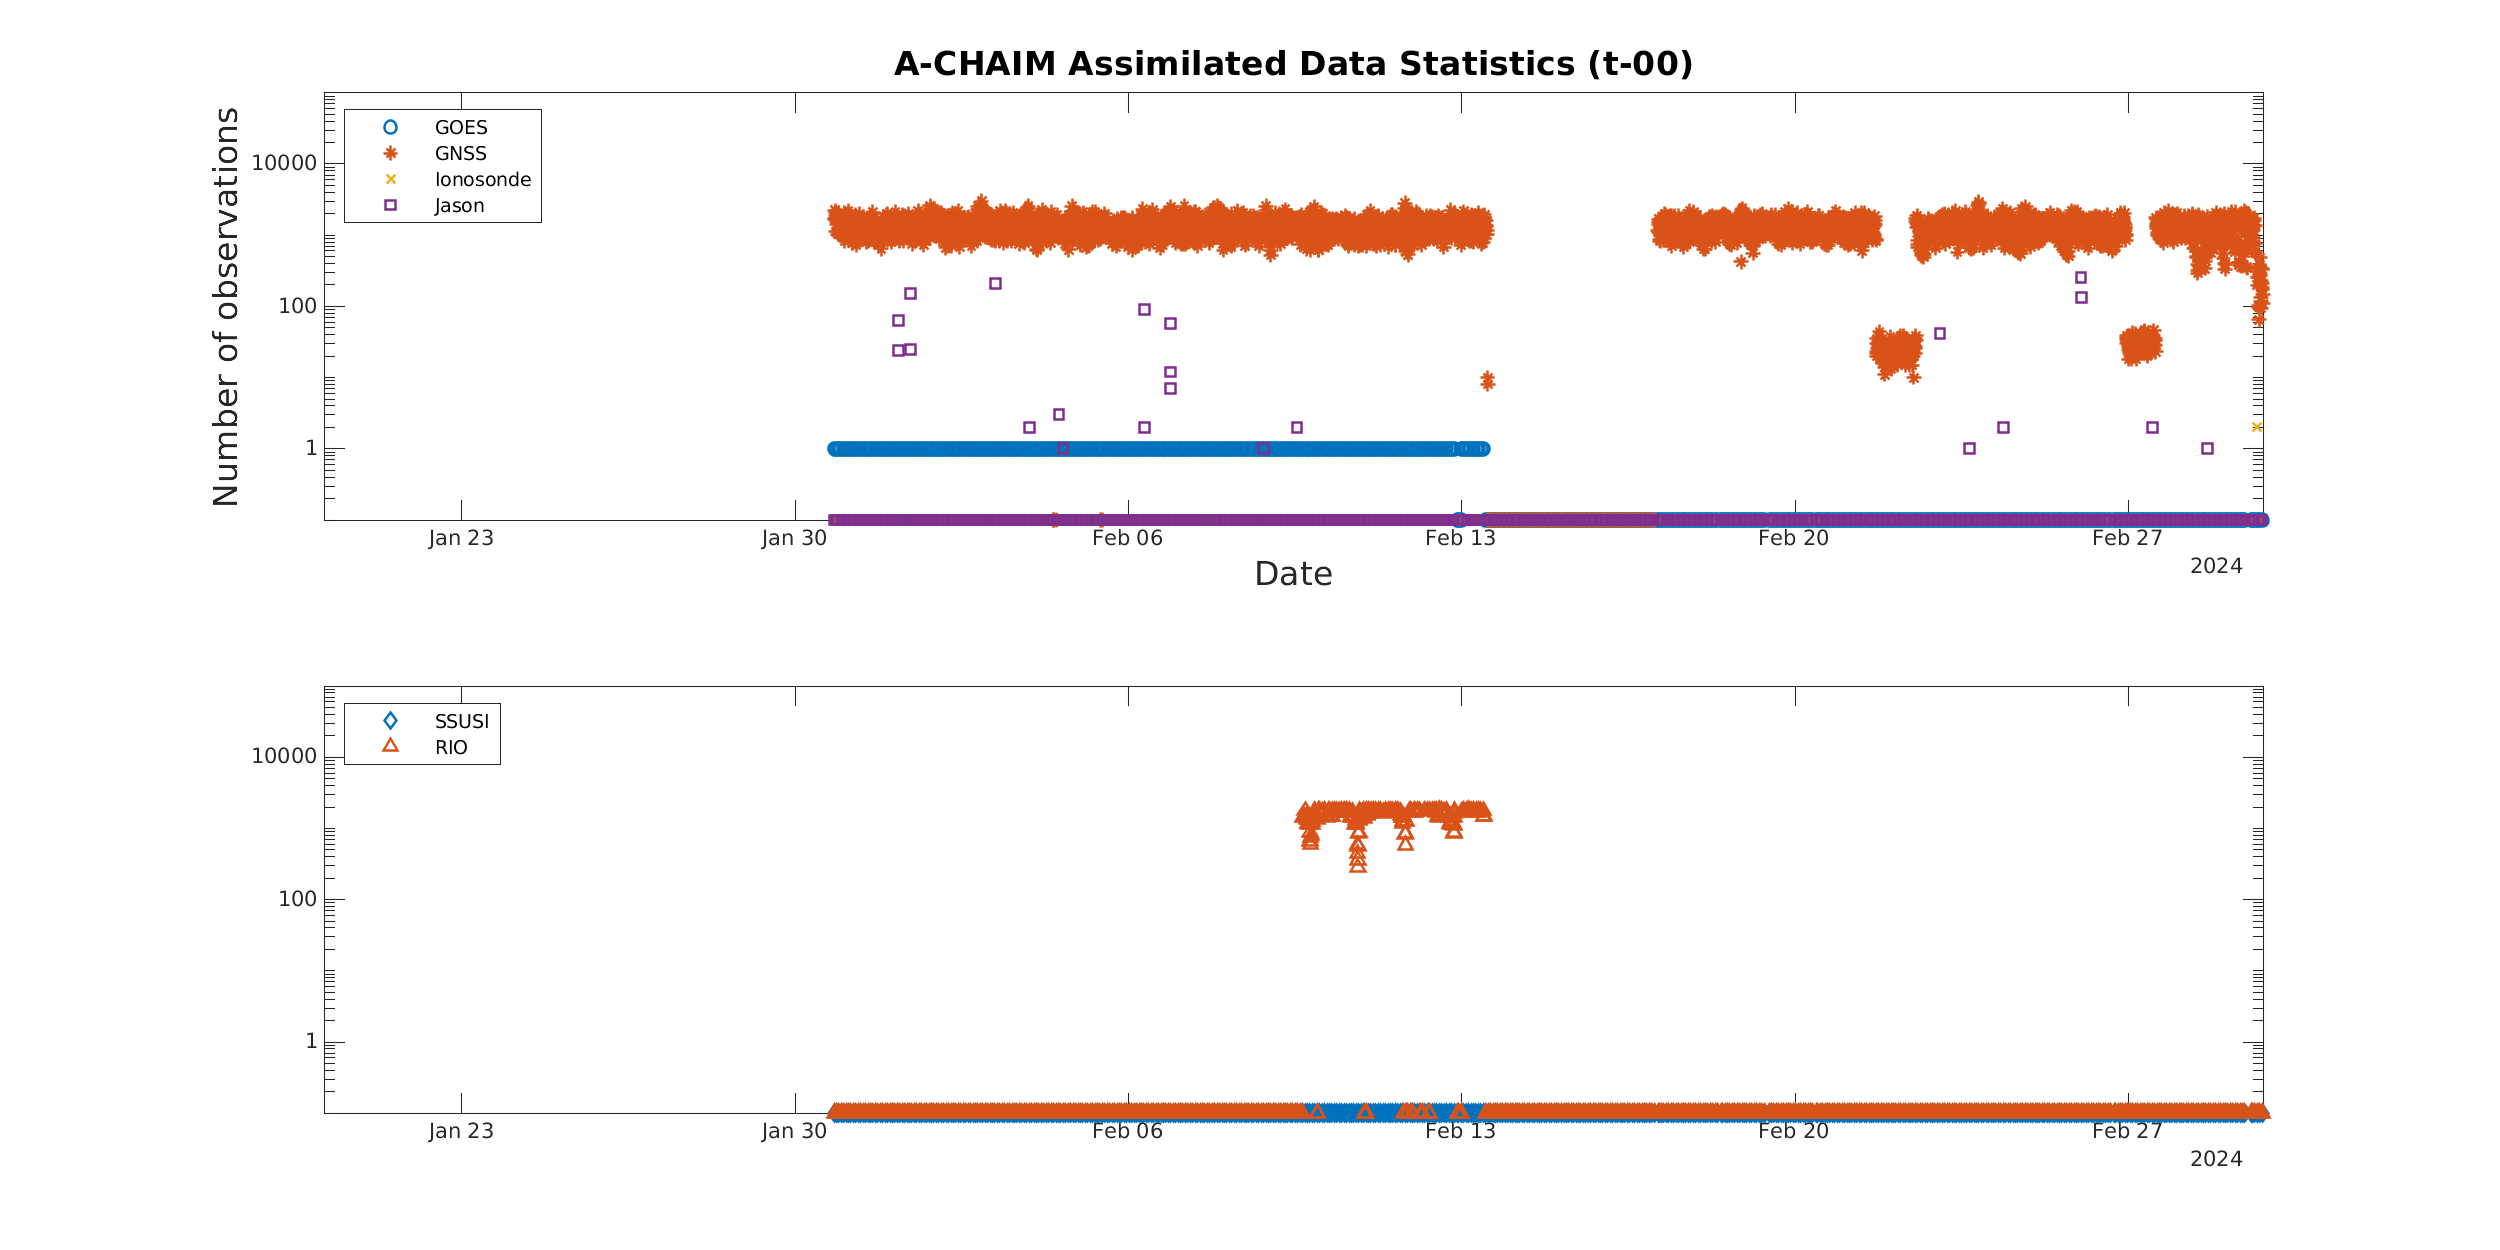 A-CHAIM Assimilated Data Statistics (t-00)
Number of observations
GOES
GNSS
Ionosonde
Jason
10000
100
1
Jan 23 Jan 30 Feb 06 Feb 13 Feb 20 Feb 27
2024
Date
SSUSI
RIO
10000
100
1
Jan 23 Jan 30 Feb 06 Feb 13 Feb 20 Feb 27
2024